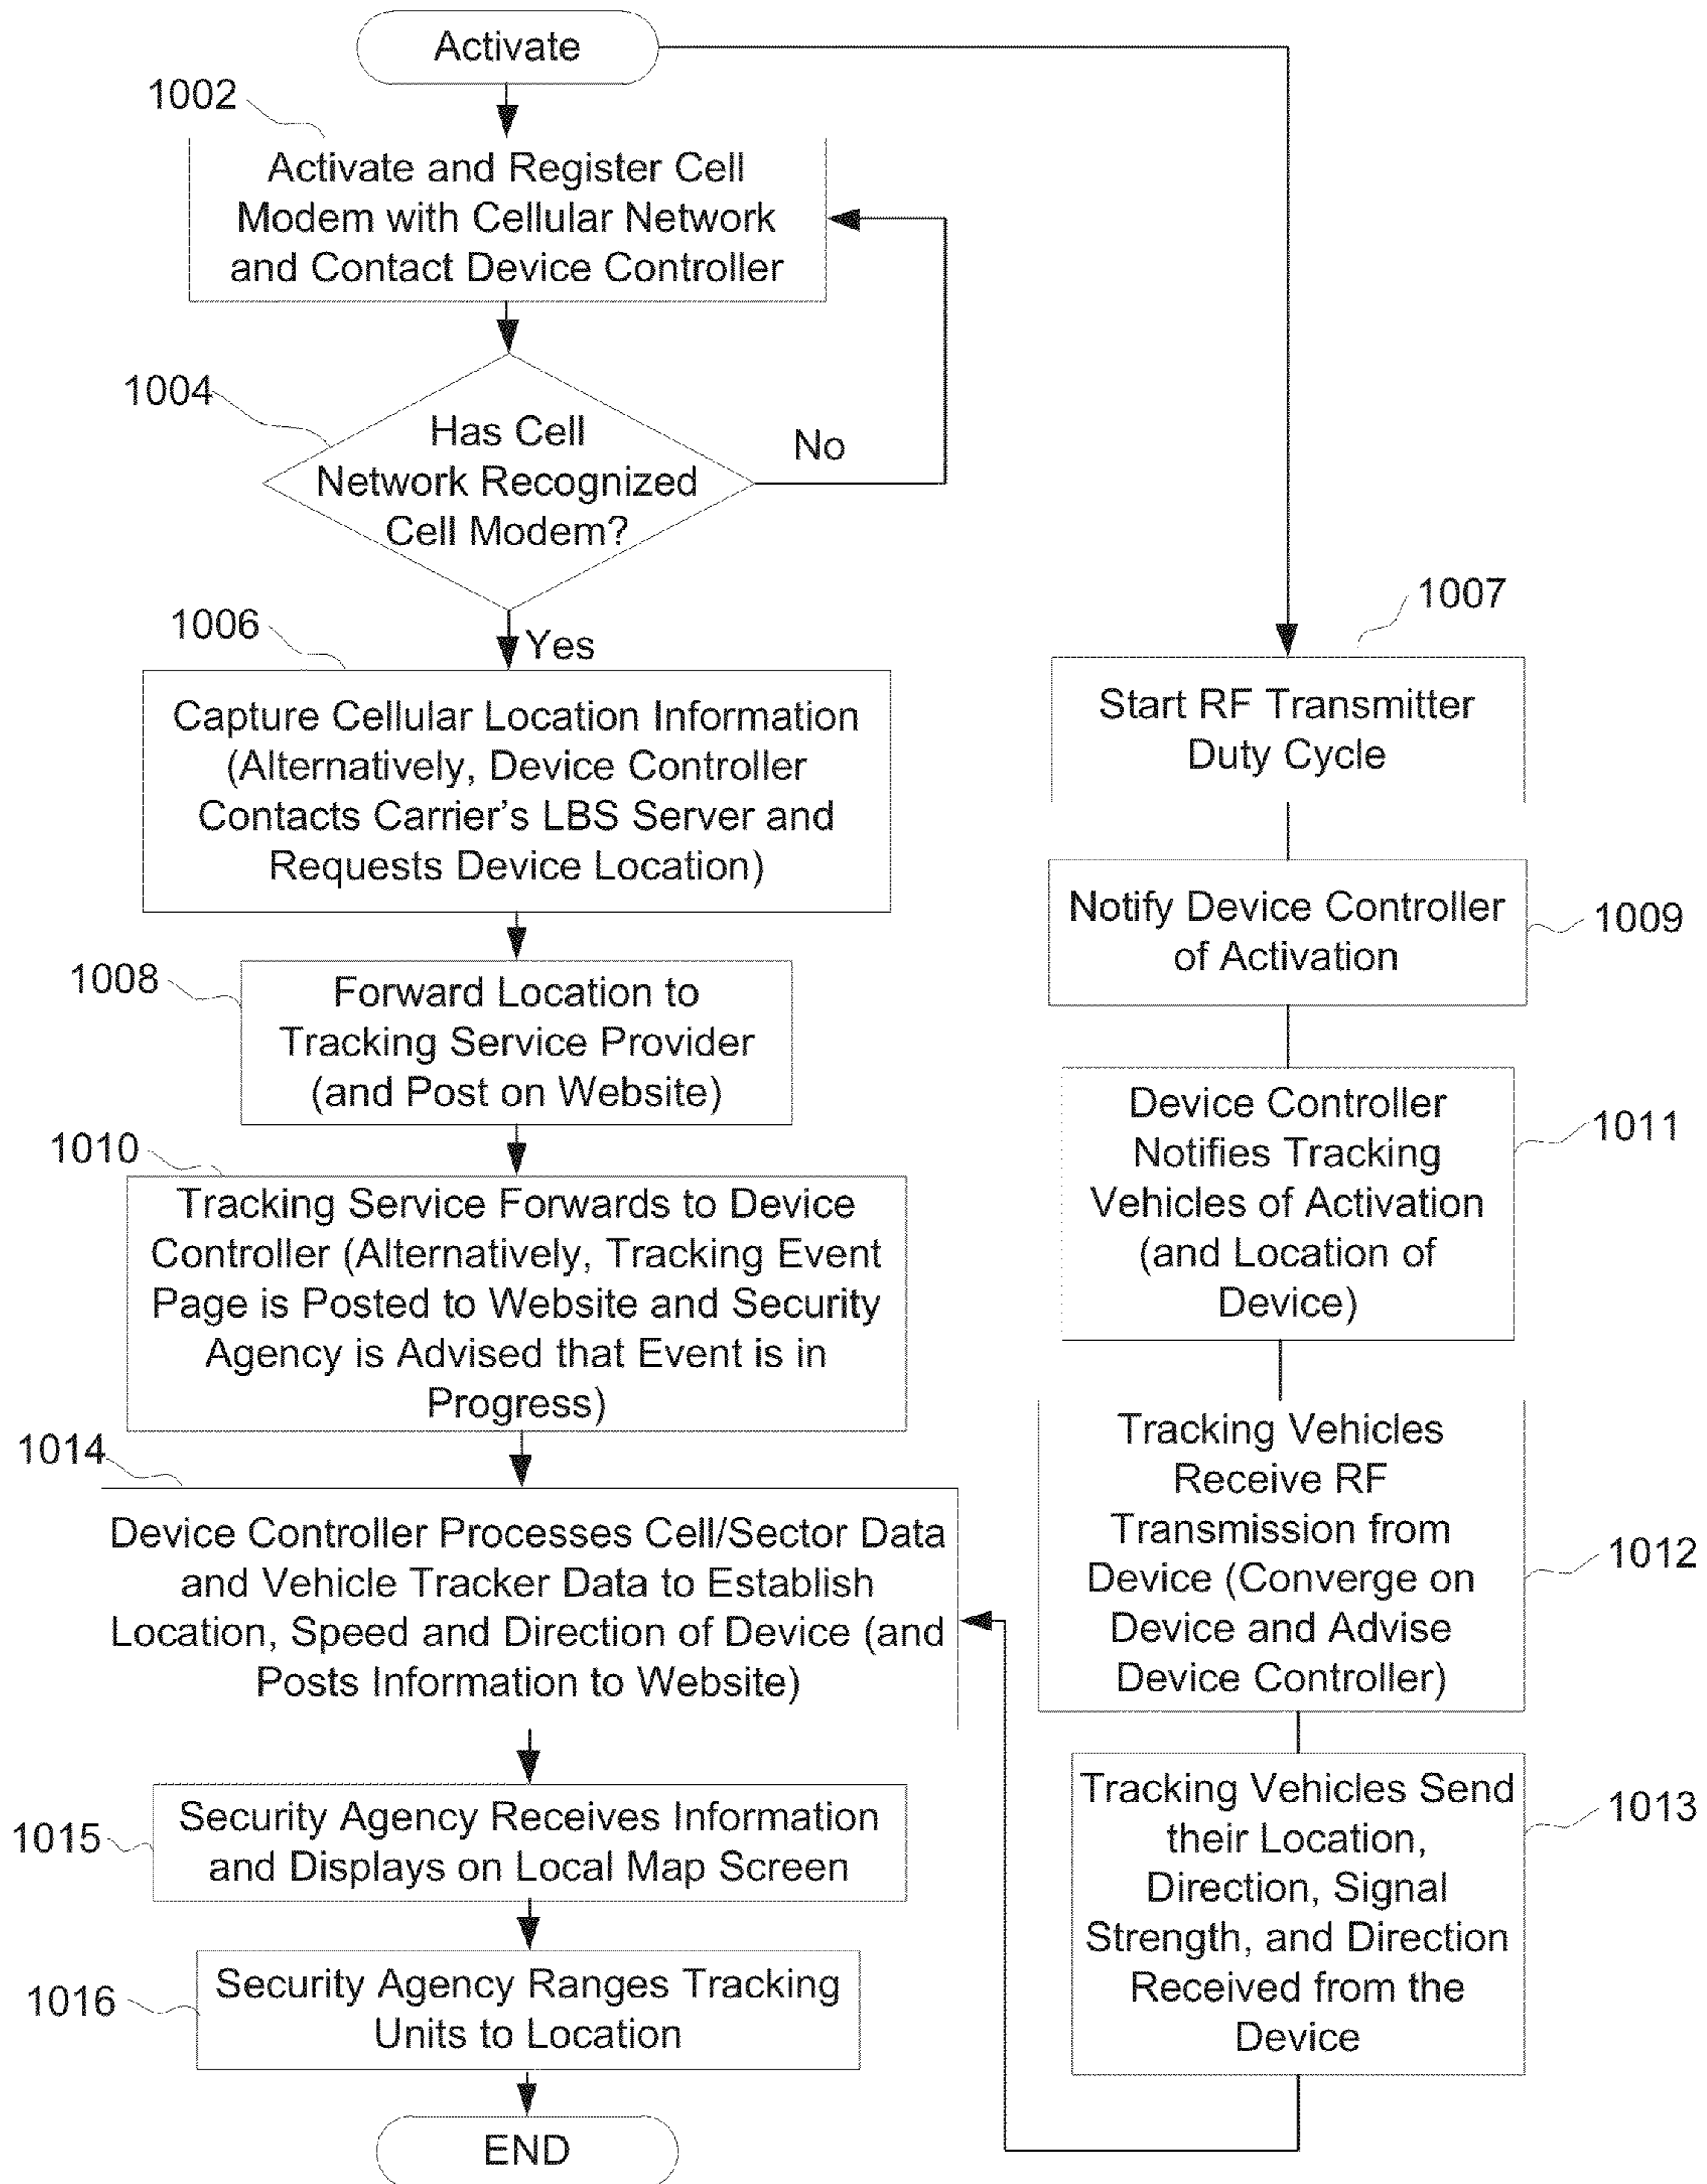 Activate
1002
Activate and Register Cell
Modem with Cellular Network
and Contact Device Controller
1004
Has Cell
Network Recognized
Cell Modem?
No
Yes
1006
Capture Cellular Location Information
(Alternatively, Device Controller
Contacts Carrier's LBS Server and
Requests Device Location)
1008
Forward Location to
Tracking Service Provider
(and Post on Website)
1010
Tracking Service Forwards to Device
Controller (Alternatively, Tracking Event
Page is Posted to Website and Security
Agency is Advised that Event is in
Progress)
1014
Device Controller Processes Cell/Sector Data
and Vehicle Tracker Data to Establish
Location, Speed and Direction of Device (and
Posts Information to Website)
1015
Security Agency Receives Information
and Displays on Local Map Screen
1016
Security Agency Ranges Tracking
Units to Location
END
1007
Start RF Transmitter
Duty Cycle
Notify Device Controller
of Activation
1009
Device Controller
Notifies Tracking
Vehicles of Activation
(and Location of
Device)
1011
Tracking Vehicles
Receive RF
Transmission from
Device (Converge on
Device and Advise
Device Controller)
1012
Tracking Vehicles Send
their Location,
Direction, Signal
Strength, and Direction
Received from the
Device
1013